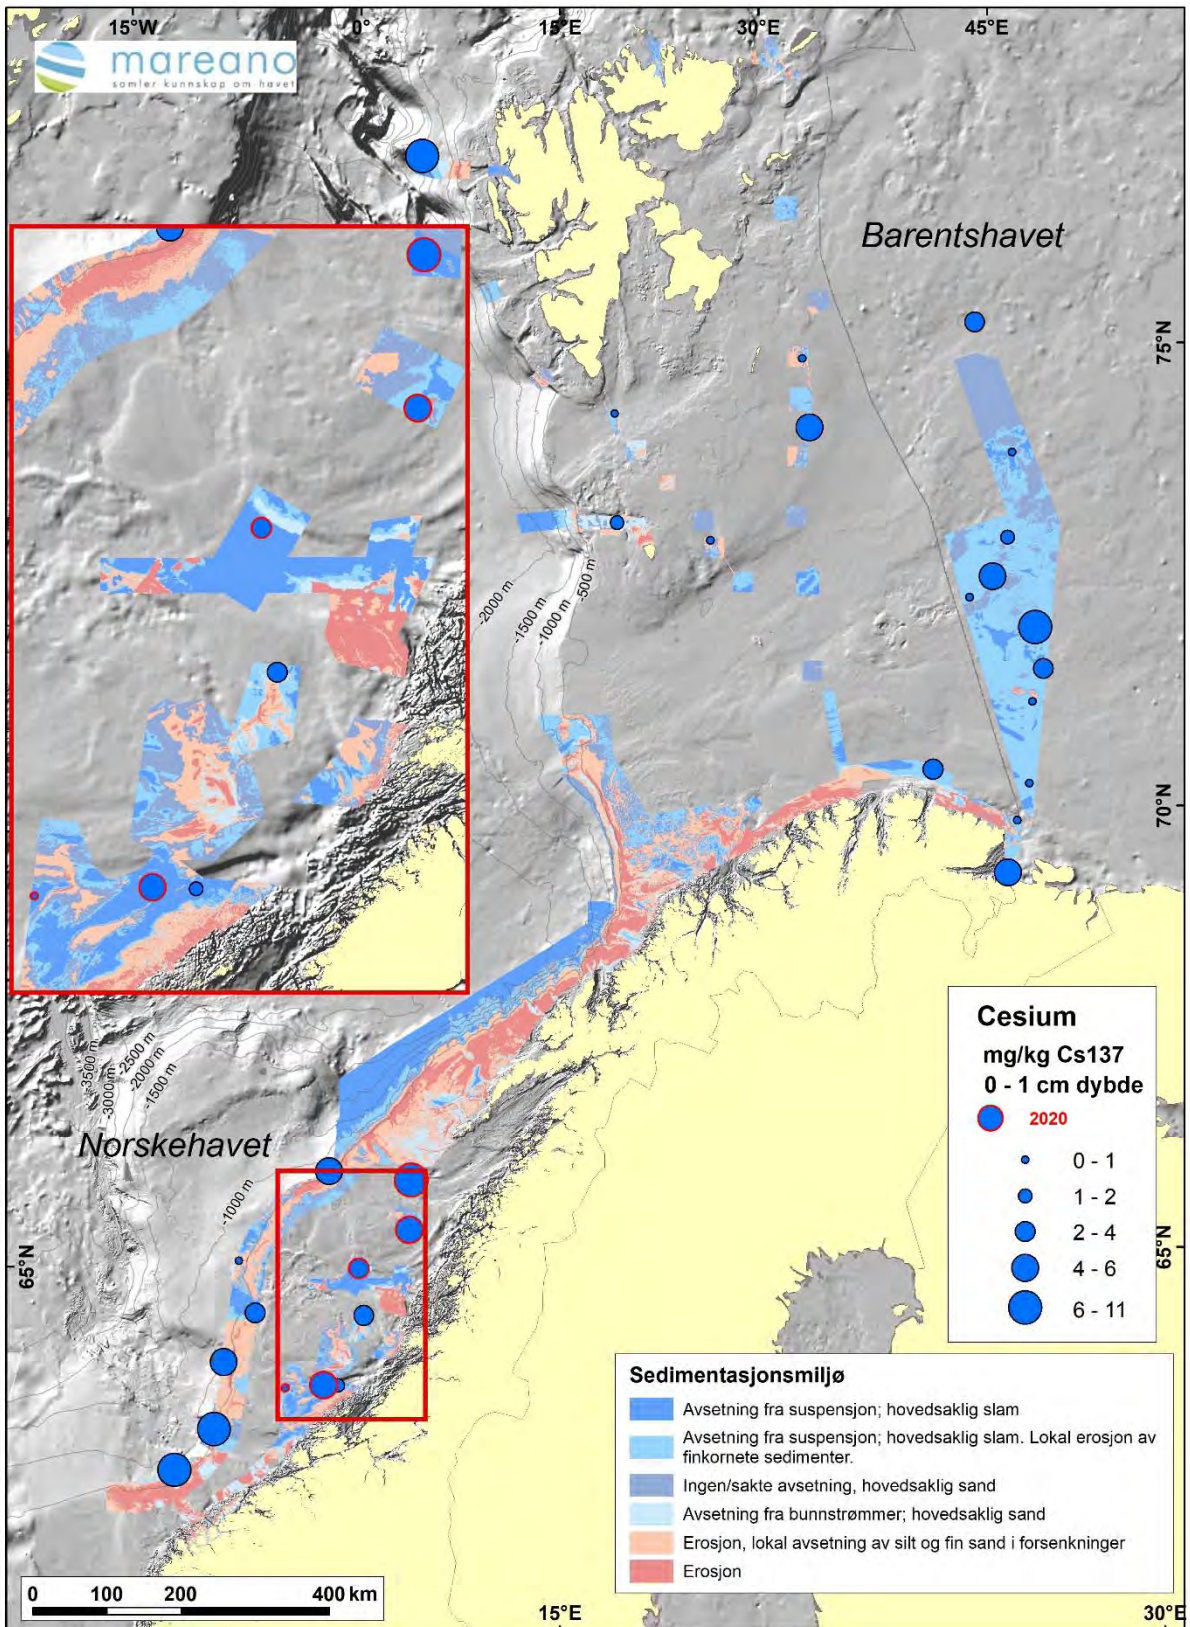 15°W
0°
15°E
30°E
45°E
mareano
samler kunnskap om havet
Barentshavet
75°N
-2000 m
-1500 m
-1000 m
-500 m
70°N
-3500 m
-3000 m
-2500 m
-2000 m
-1500 m
Norskehavet
-1000 m
65°N
65°N
Cesium
mg/kg Cs137
0 - 1 cm dybde
2020
0 - 1
1 - 2
2 - 4
4 - 6
6 - 11
Sedimentasjonsmiljø
Avsetning fra suspensjon; hovedsaklig slam
Avsetning fra suspensjon; hovedsaklig slam. Lokal erosjon av
finkornete sedimenter.
Ingen/sakte avsetning, hovedsaklig sand
Avsetning fra bunnstrømmer; hovedsaklig sand
Erosjon, lokal avsetning av silt og fin sand i forsenkninger
Erosjon
0 100 200 400 km
15°E
30°E